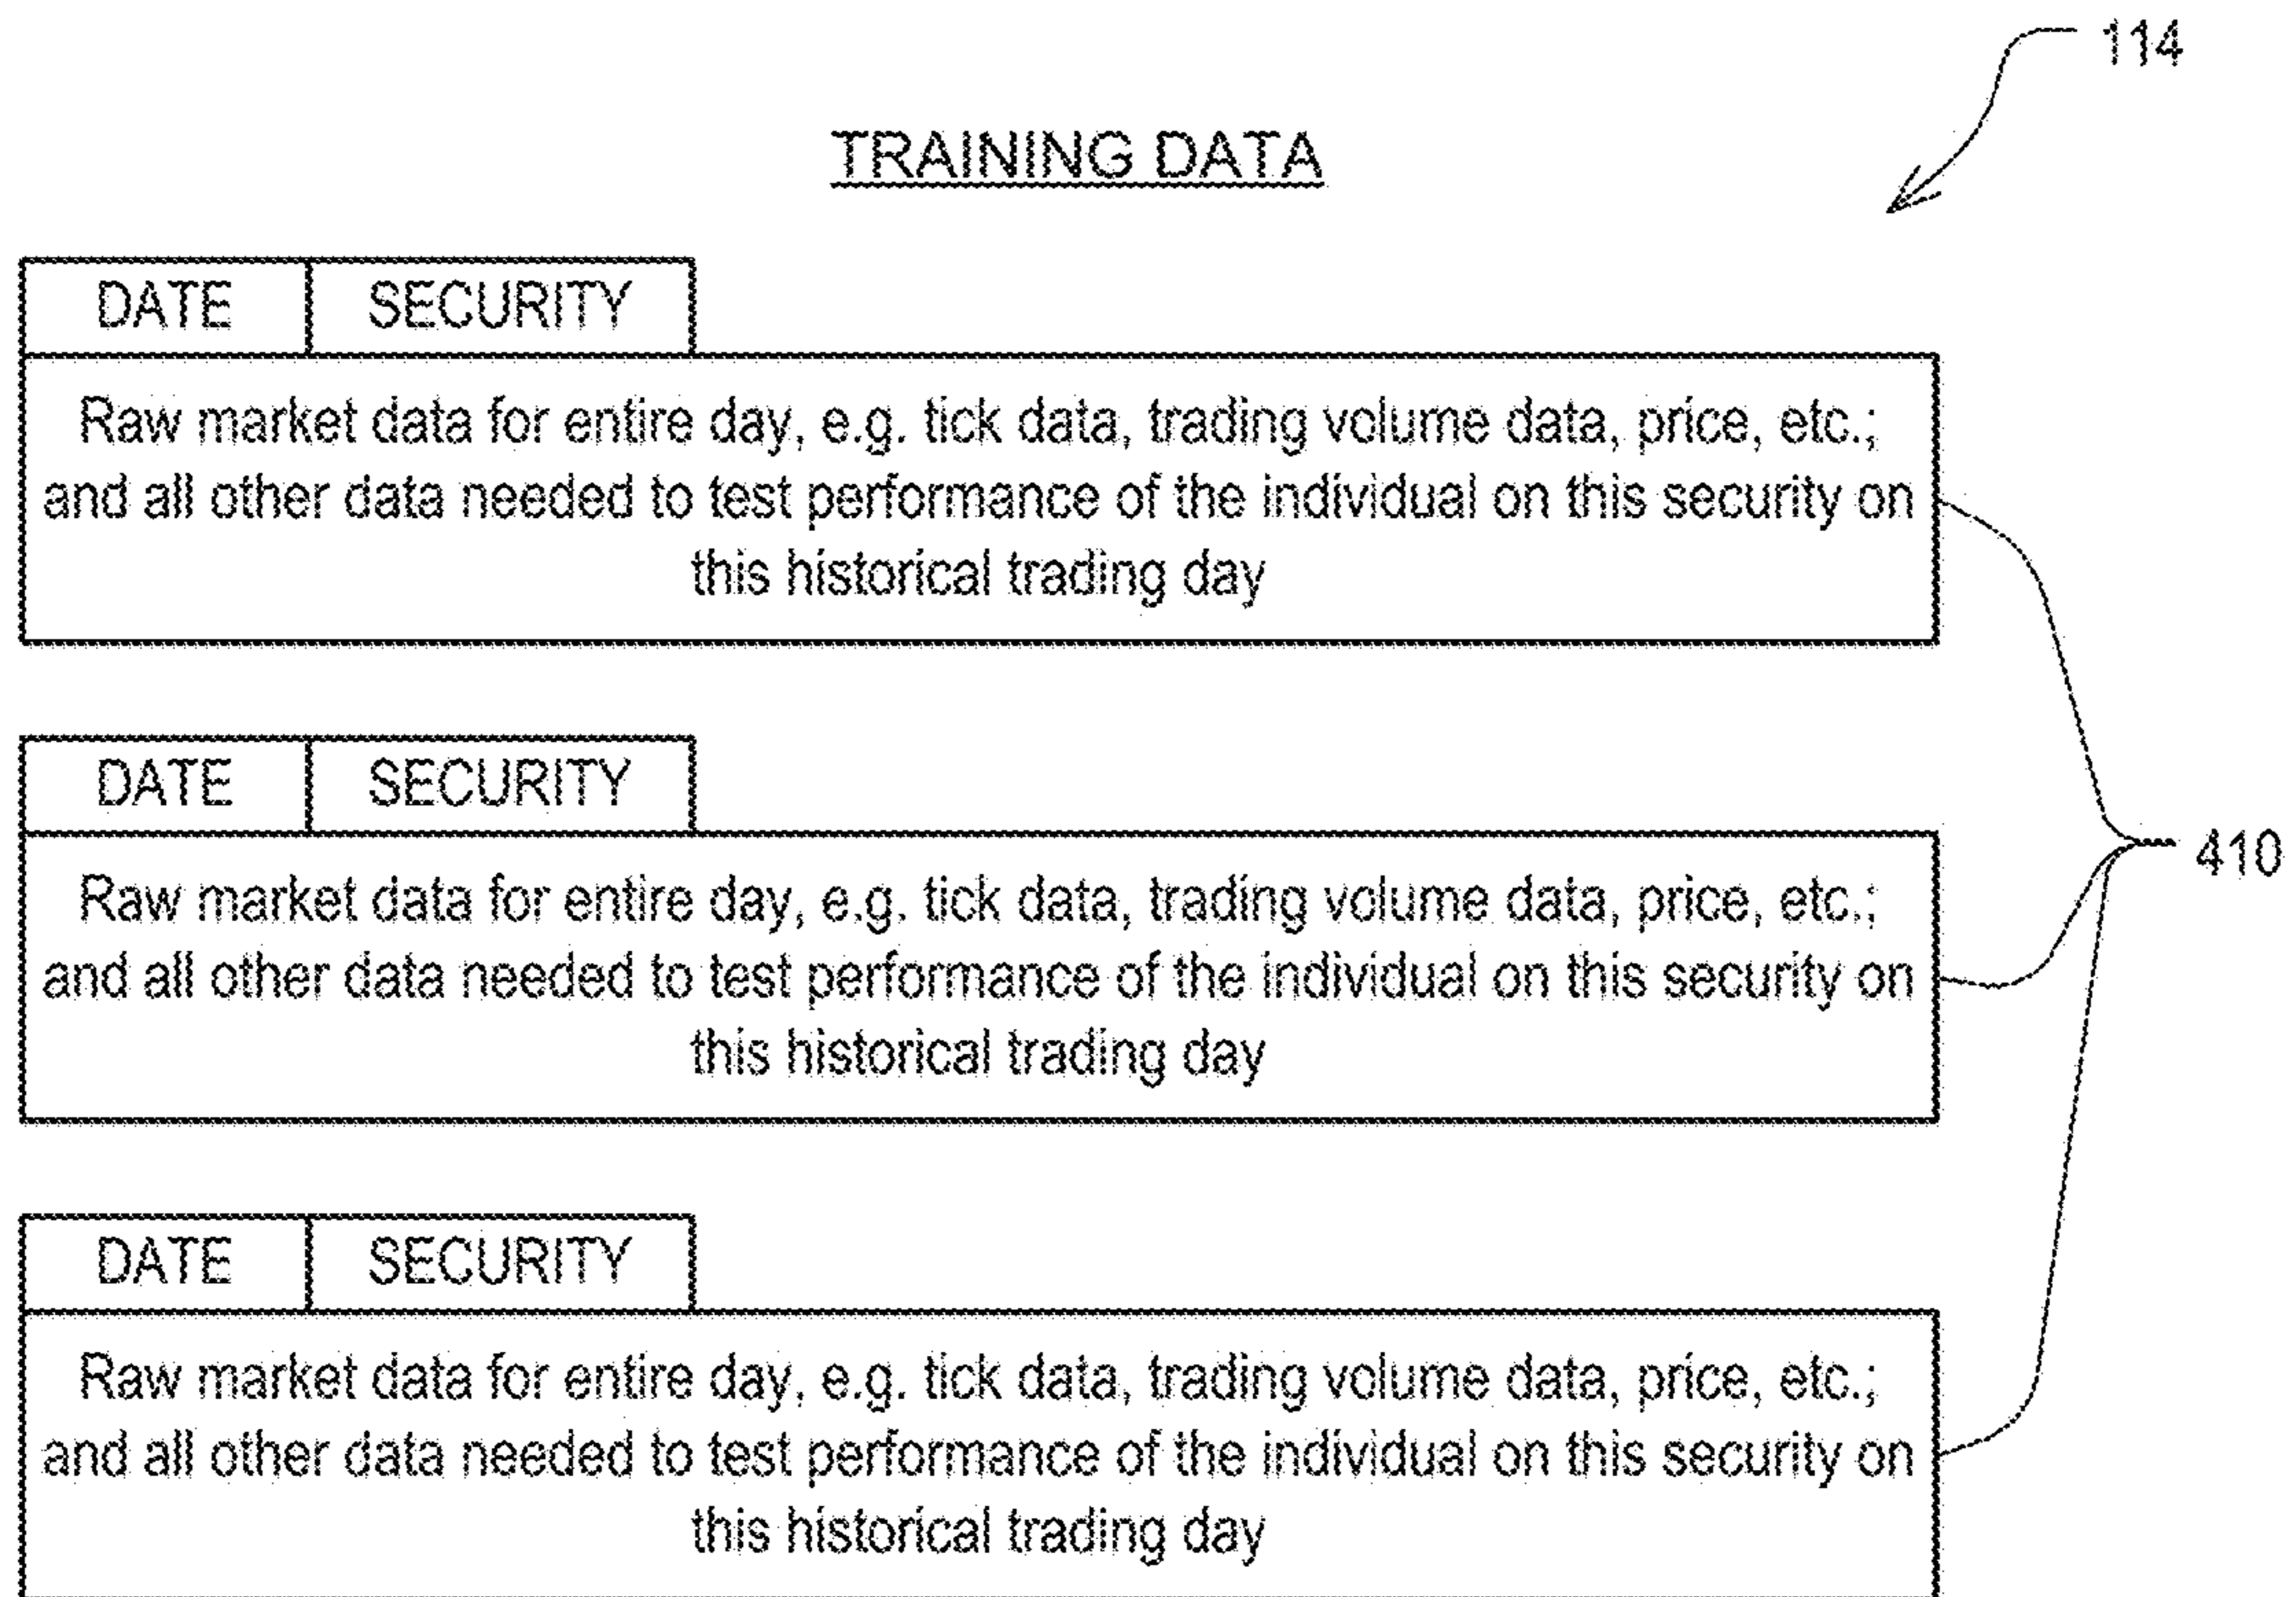 114
TRAINING DATA
DATE SECURITY
Raw market data for entire day, e.g. tick data, trading volume data, price, etc.;
and all other data needed to test performance of the individual on this security on
this historical trading day
DATE SECURITY
Raw market data for entire day, e.g. tick data, trading volume data, price, etc.;
and all other data needed to test performance of the individual on this security on
this historical trading day
410
DATE SECURITY
Raw market data for entire day, e.g. tick data, trading volume data, price, etc.;
and all other data needed to test performance of the individual on this security on
this historical trading day